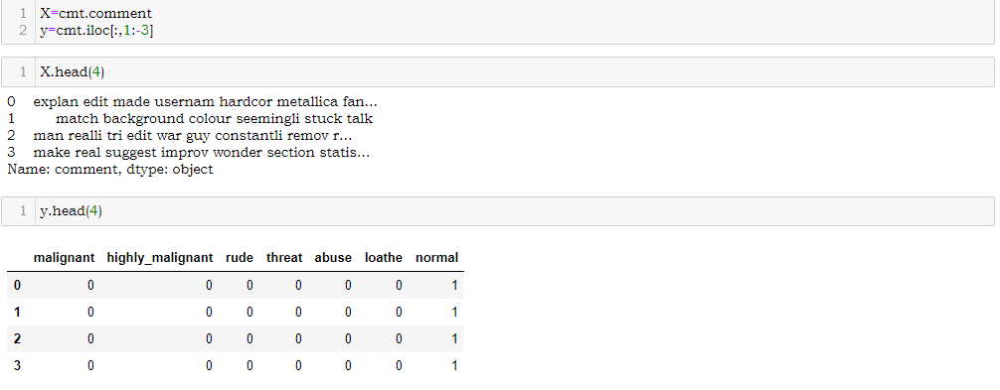 1 X=cmt.comment
2 y=cmt.iloc[:,1:-3]
1 X.head(4)
0 explan edit made usernam hardcor metallica fan...
1 match background colour seemingli stuck talk
2 man realli tri edit war guy constantli remov r...
3 make real suggest improv wonder section statis...
Name: comment, dtype: object
1 y.head(4)
malignant highly_malignant rude threat abuse loathe normal
0 0 0 0 0 0 0 1
1 0 0 0 0 0 0 1
2 0 0 0 0 0 0 1
3 0 0 0 0 0 0 1